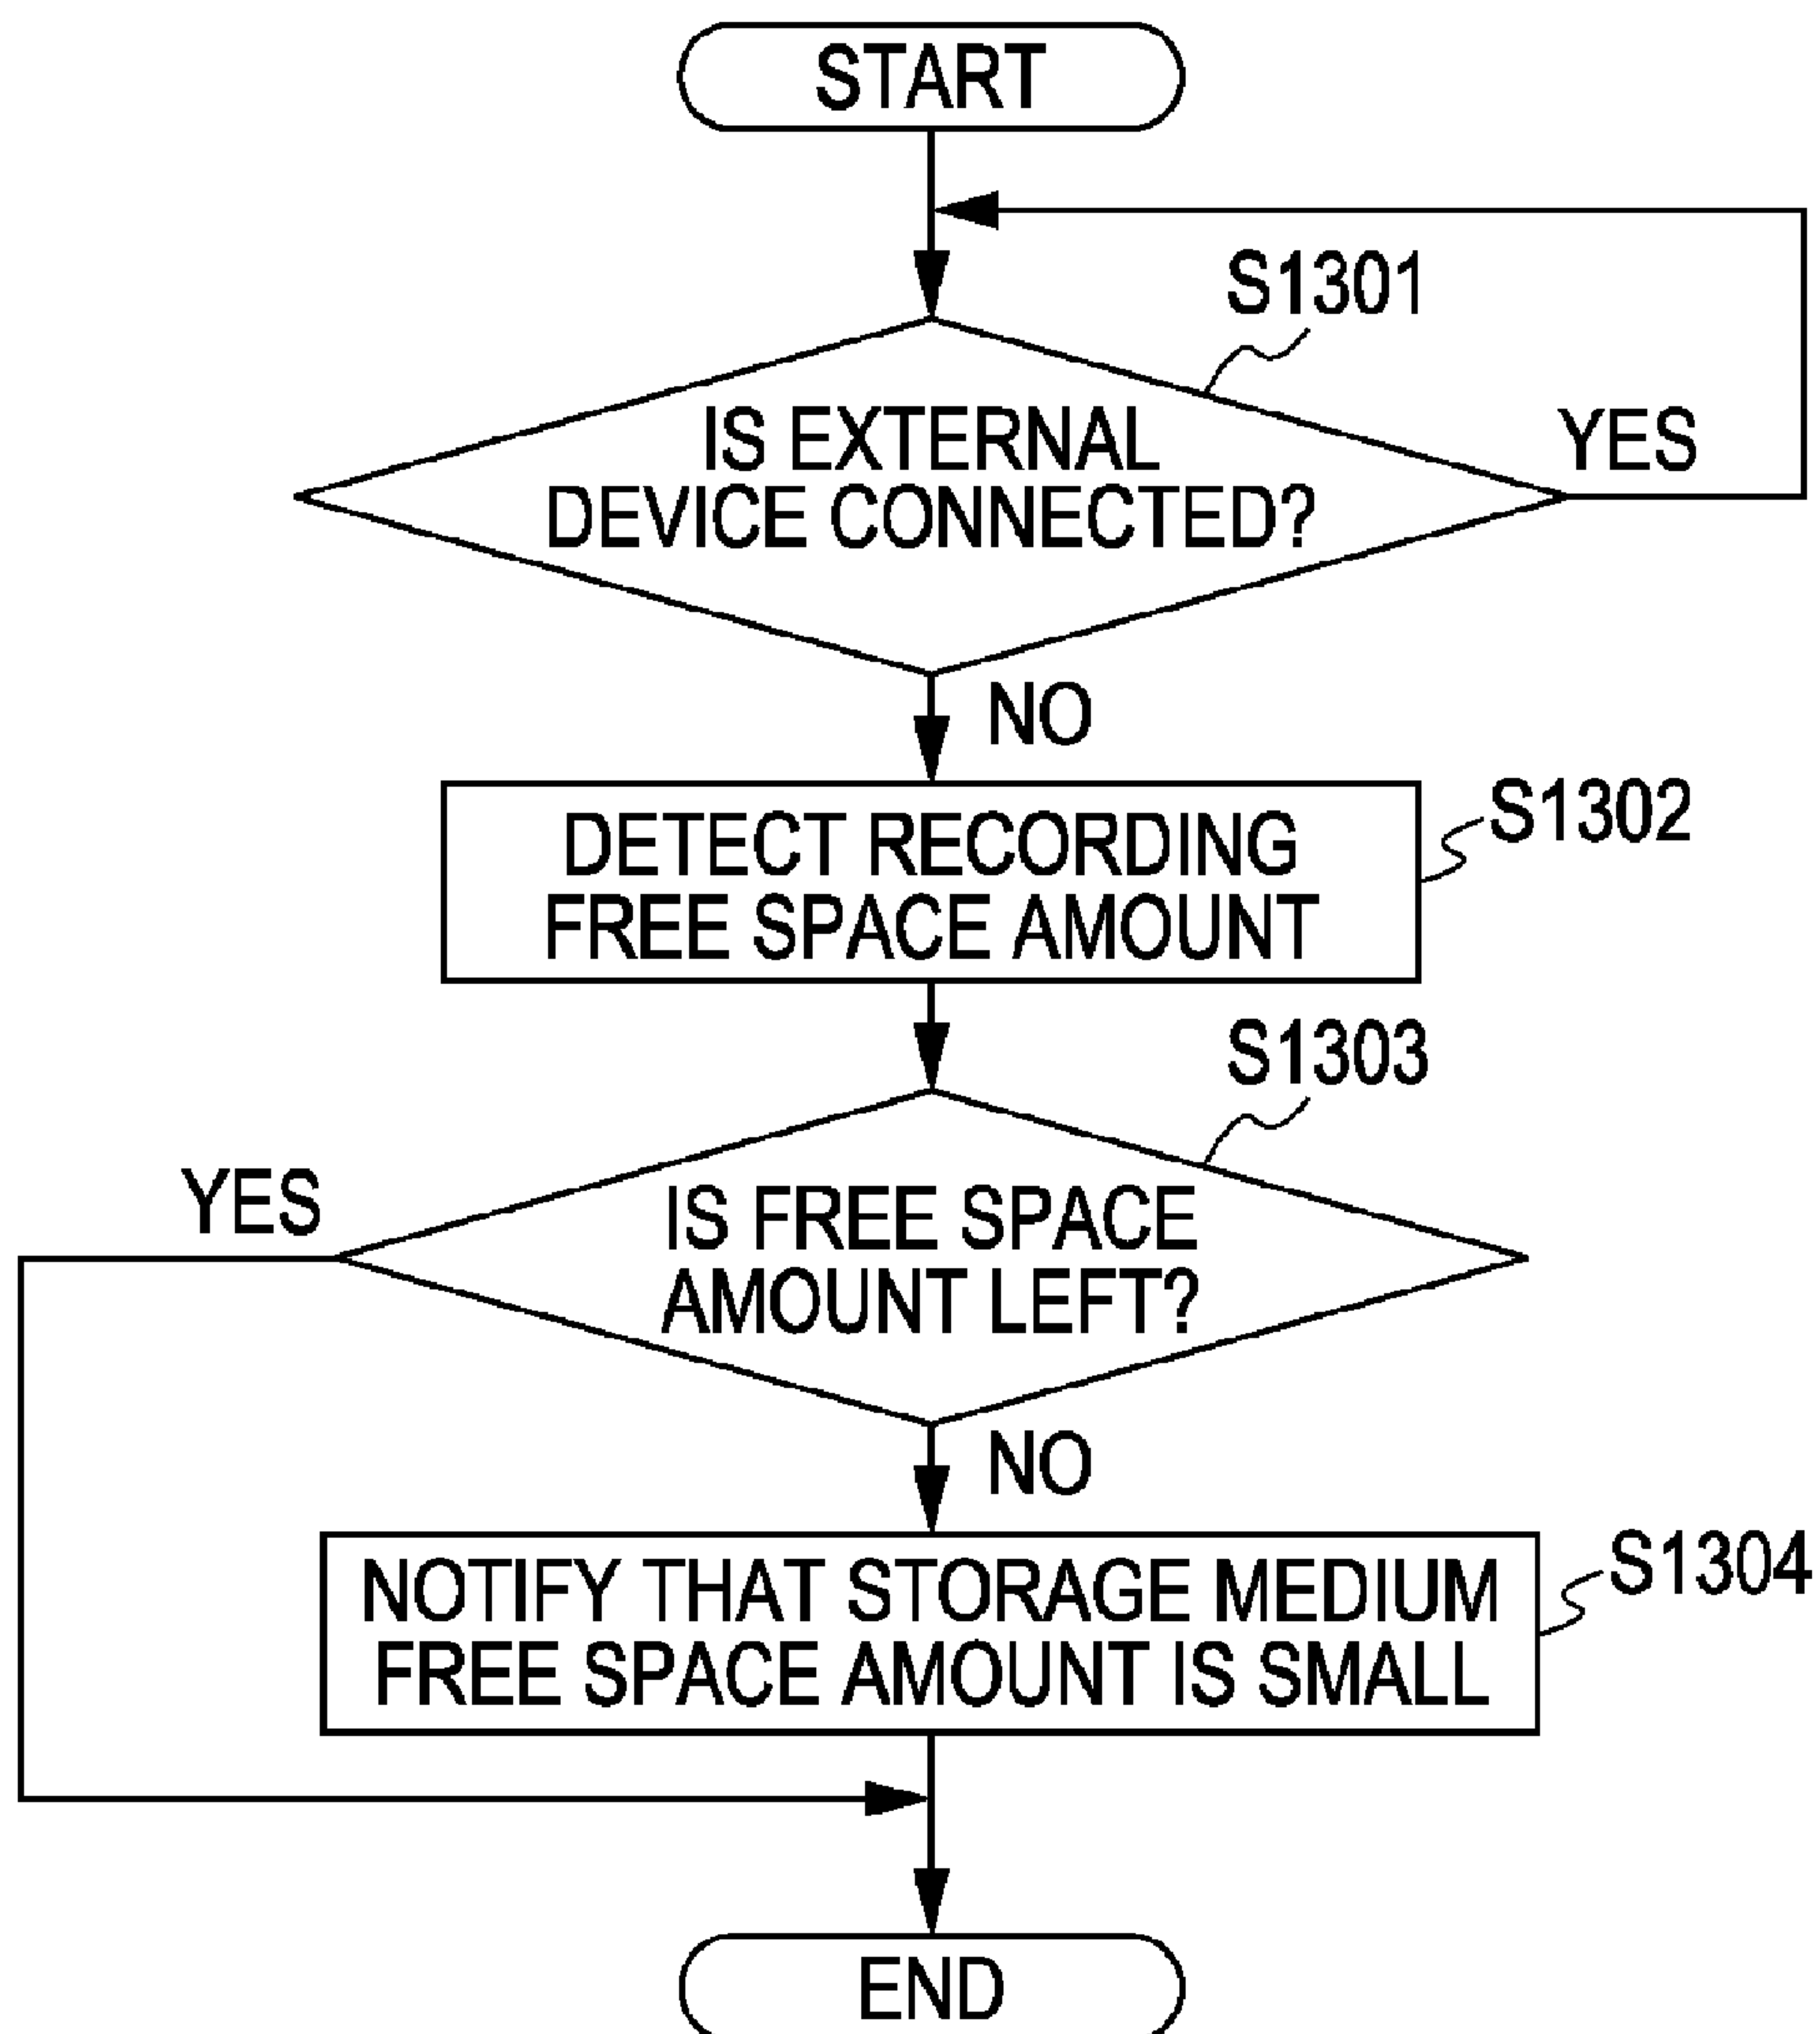 START
S1301
IS EXTERNAL
DEVICE CONNECTED?
YES
NO
DETECT RECORDING
FREE SPACE AMOUNT
S1302
S1303
YES
IS FREE SPACE
AMOUNT LEFT?
NO
NOTIFY THAT STORAGE MEDIUM
FREE SPACE AMOUNT IS SMALL
S1304
END